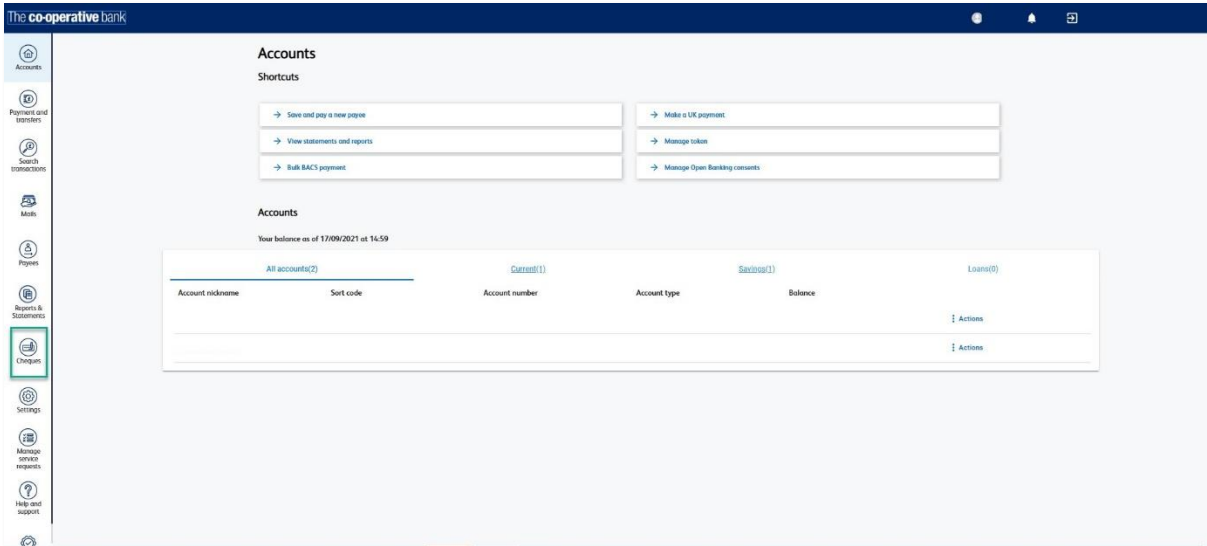 The co-operative bank
Accounts
Payment and
transfers
Search
transactions
Mails
Payees
Reports &
Statements
Cheques
Settings
Manage
service
requests
Help and
support
Accounts
Shortcuts
→ Save and pay a new payee
→ Make a UK payment
→ View statements and reports
→ Manage token
→ Bulk BACS payment
→ Manage Open Banking consents
Accounts
Your balance as of 17/09/2021 at 14:59
All accounts(2) Current(1) Savings(1) Loans(0)
Account nickname Sort code Account number Account type Balance
Actions
Actions